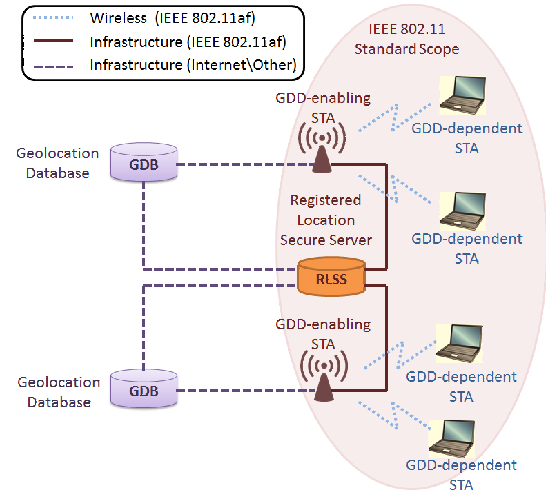 Wireless (IEEE 802.11af)
Infrastructure (IEEE 802.11af)
Infrastructure (Internet\Other)
IEEE 802.11
Standard Scope
GDD-enabling
STA
GDD-dependent
STA
Geolocation
Database
GDB
GDD-dependent
STA
Registered
Location
Secure Server
RLSS
GDD-enabling
STA
GDD-dependent
STA
Geolocation
Database
GDB
GDD-dependent
STA